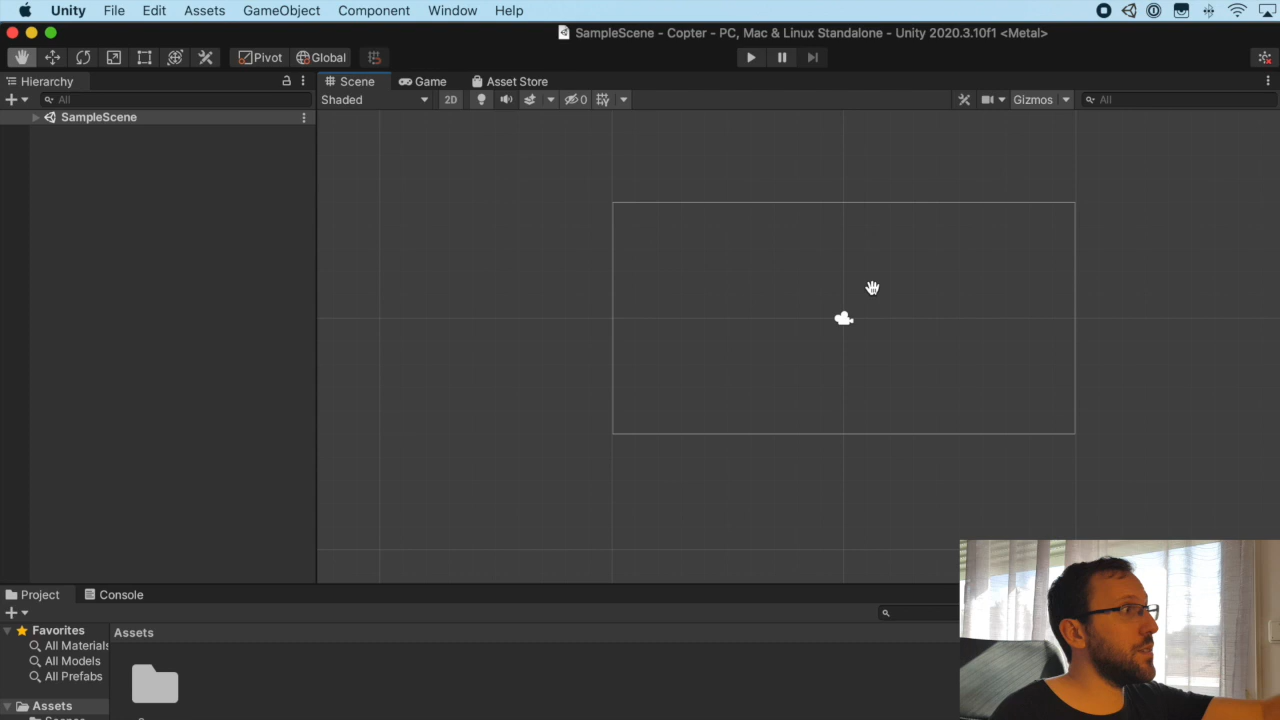 Unity File Edit Assets GameObject Component Window Help
SampleScene - Copter - PC, Mac & Linux Standalone - Unity 2020.3.10f1 <Metal>
Pivot Global
Hierarchy Scene Game Asset Store
All Shaded 2D 0 Gizmos All
SampleScene
Project Console
Favorites Assets
All Materials
All Models
All Prefabs
Assets